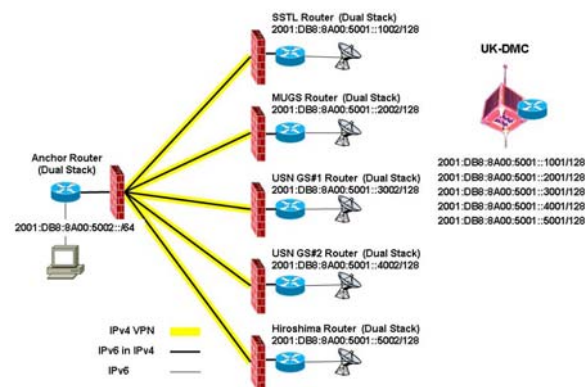 SSTL Router (Dual Stack)
2001:DB8:8A00:5001::1002/128
MUGS Router (Dual Stack)
2001:DB8:8A00:5001::2002/128
USN GS#1 Router (Dual Stack)
2001:DB8:8A00:5001::3002/128
USN GS#2 Router (Dual Stack)
2001:DB8:8A00:5001::4002/128
Hiroshima Router (Dual Stack)
2001:DB8:8A00:5001::5002/128
Anchor Router
(Dual Stack)
2001:DB8:8A00:5002::/64
IPv4 VPN
IPv6 in IPv4
IPv6
UK-DMC
2001:DB8:8A00:5001::1001/128
2001:DB8:8A00:5001::2001/128
2001:DB8:8A00:5001::3001/128
2001:DB8:8A00:5001::4001/128
2001:DB8:8A00:5001::5001/128